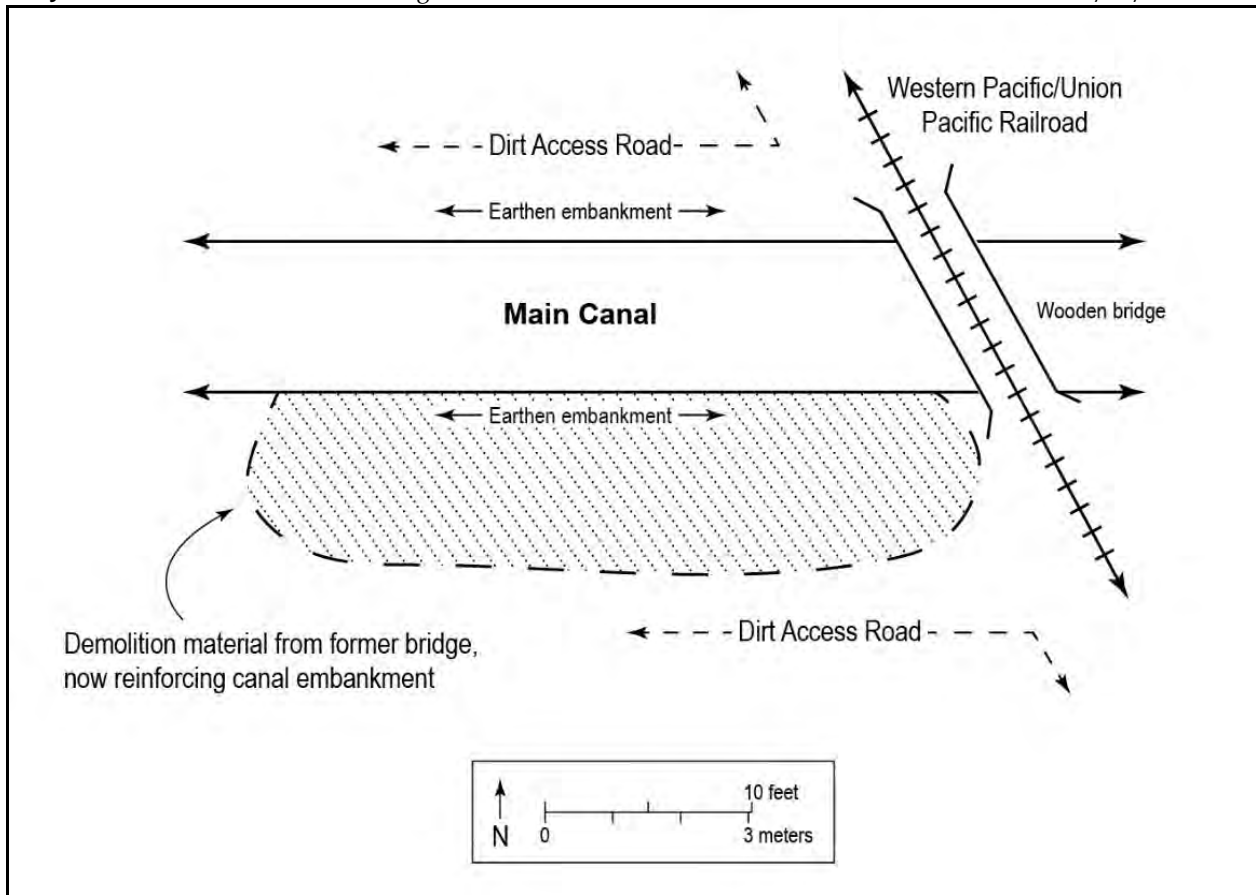 Western Pacific/Union
Pacific Railroad
Dirt Access Road
Earthen embankment
Main Canal
Wooden bridge
Earthen embankment
Dirt Access Road
Demolition material from former bridge,
now reinforcing canal embankment
10 feet
N
0
3 meters